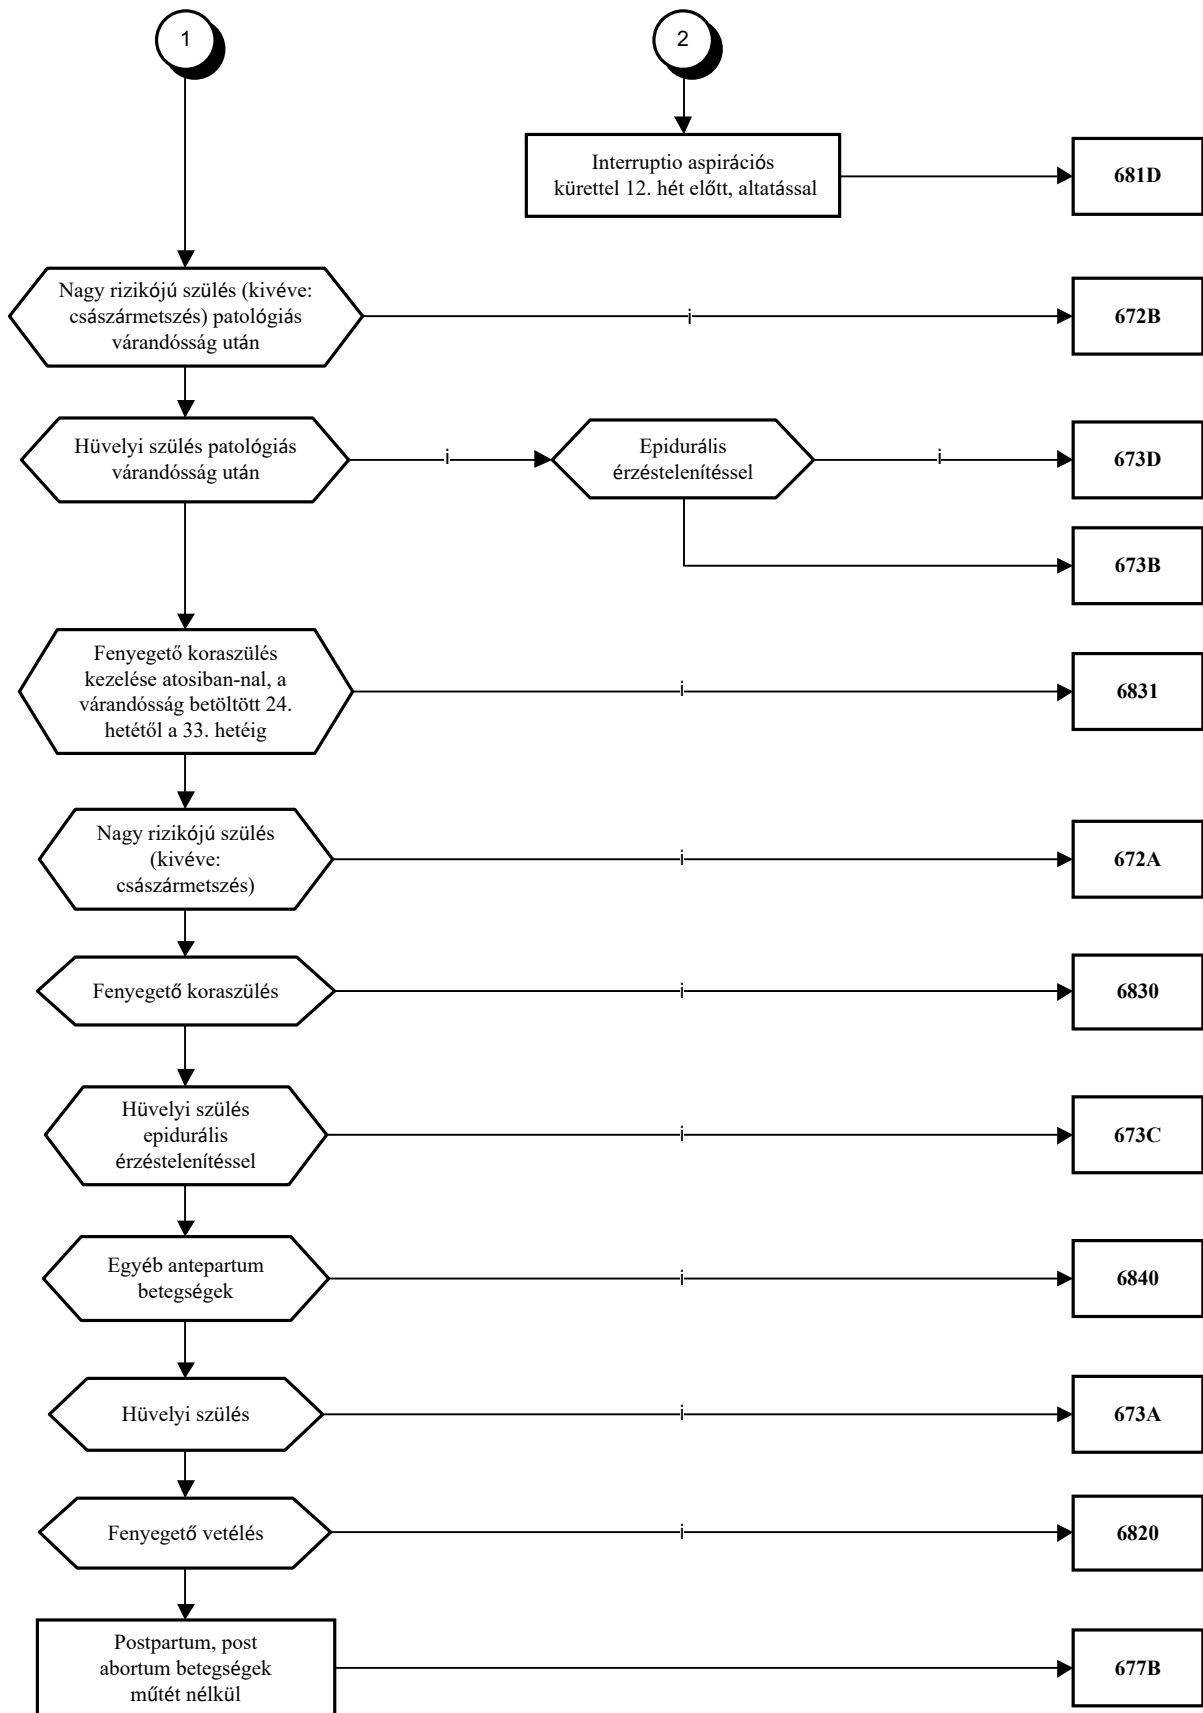 1
2
Interruptio aspirációs
kürettel 12. hét előtt, altatással
681D
Nagy rizikójú szülés (kivéve:
császármetszés) patológiás
várandósság után
i
672B
Hüvelyi szülés patológiás
várandósság után
i
Epidurális
érzéstelenítéssel
i
673D
673B
Fenyegető koraszülés
kezelése atosiban-nal, a
várandósság betöltött 24.
hetétől a 33. hetéig
i
6831
Nagy rizikójú szülés
(kivéve:
császármetszés)
i
672A
Fenyegető koraszülés
i
6830
Hüvelyi szülés
epidurális
érzéstelenítéssel
i
673C
Egyéb antepartum
betegségek
i
6840
Hüvelyi szülés
i
673A
Fenyegető vetélés
i
6820
Postpartum, post
abortum betegségek
műtét nélkül
677B